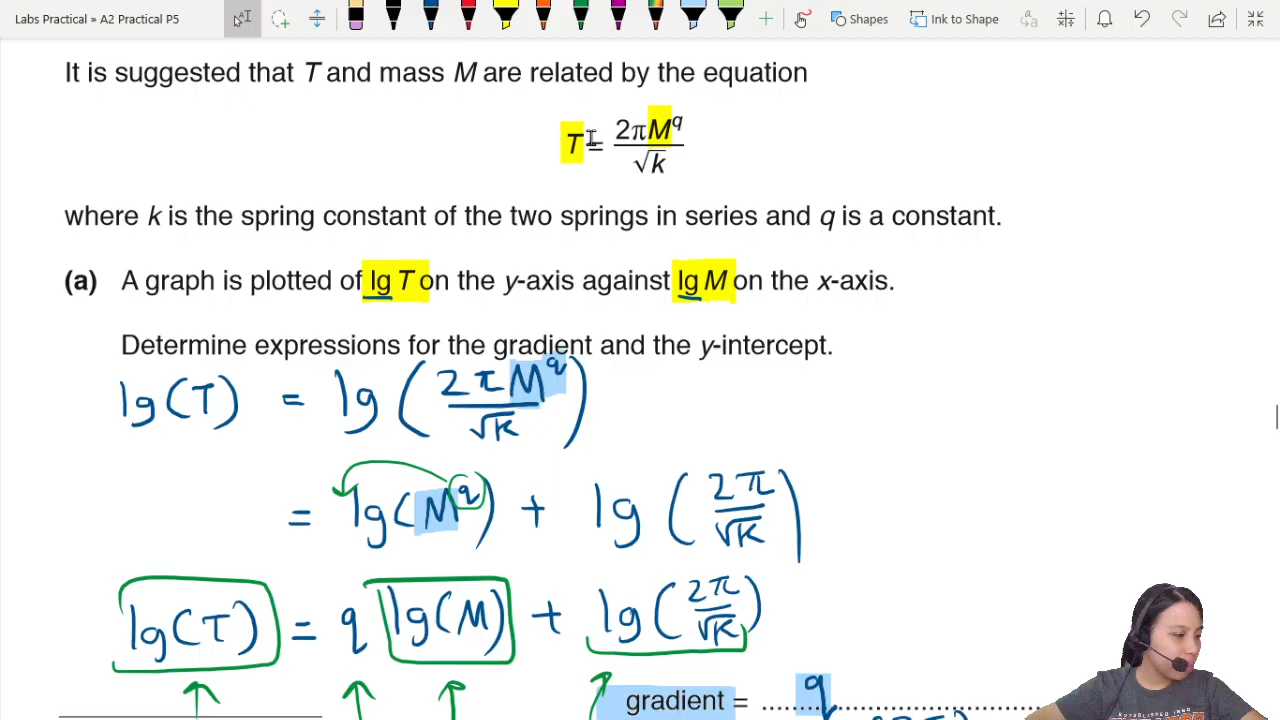 Labs Practical » A2 Practical P5
Shapes
Ink to Shape
It is suggested that T and mass M are related by the equation
T = 2πM^q / √k
where k is the spring constant of the two springs in series and q is a constant.
(a) A graph is plotted of lg T on the y-axis against lg M on the x-axis.
Determine expressions for the gradient and the y-intercept.
lg(T) = lg(2πM^q / √k)
= lg(M^q) + lg(2π / √k)
lg(T) = q lg(M) + lg(2π / √k)
gradient = .......... q ..........